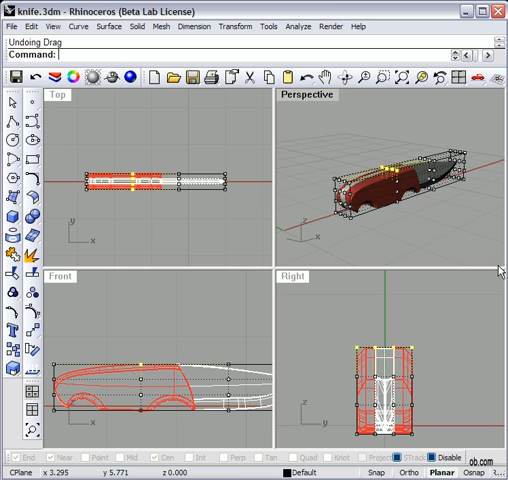 knife.3dm - Rhinoceros (Beta Lab License)
File Edit View Curve Surface Solid Mesh Dimension Transform Tools Analyze Render Help
Undoing Drag
Command:
Top
Perspective
y
x
z
x
Front
Right
z
x
z
y
End Near Point Mid Cen Int Perp Tan Quad Knot Project STrack Disable
ob.com
CPlane x 3.295 y 5.771 z 0.000 Default Snap Ortho Planar Osnap R...